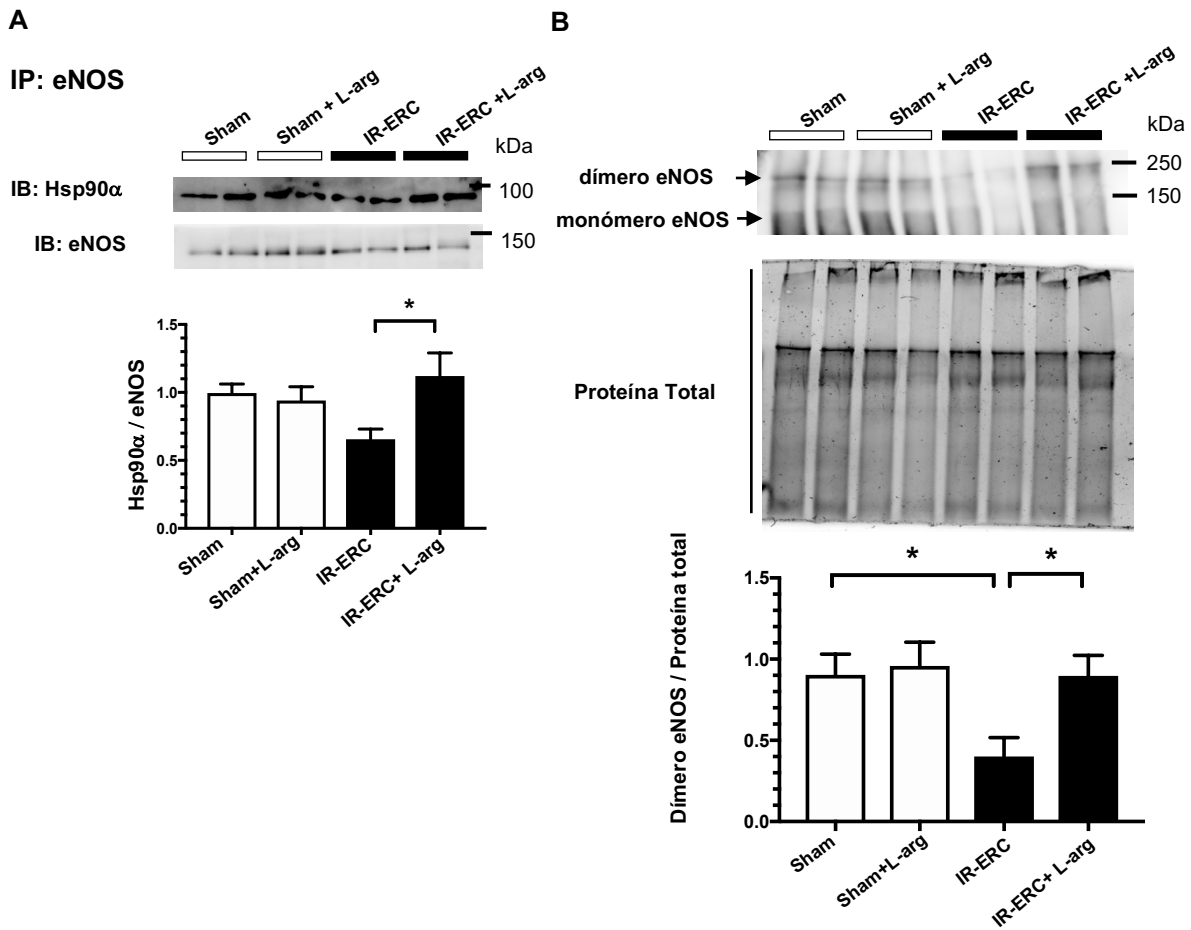 A
IP: eNOS
Sham
Sham + L-arg
IR-ERC
IR-ERC +L-arg
kDa
IB: Hsp90α
100
IB: eNOS
150
*
Hsp90α / eNOS
1.5
1.0
0.5
0.0
Sham
Sham+L-arg
IR-ERC
IR-ERC+ L-arg
B
Sham
Sham + L-arg
IR-ERC
IR-ERC +L-arg
kDa
dímero eNOS
250
150
monómero eNOS
Proteína Total
*
*
Dímero eNOS / Proteína total
1.5
1.0
0.5
0.0
Sham
Sham+L-arg
IR-ERC
IR-ERC+ L-arg